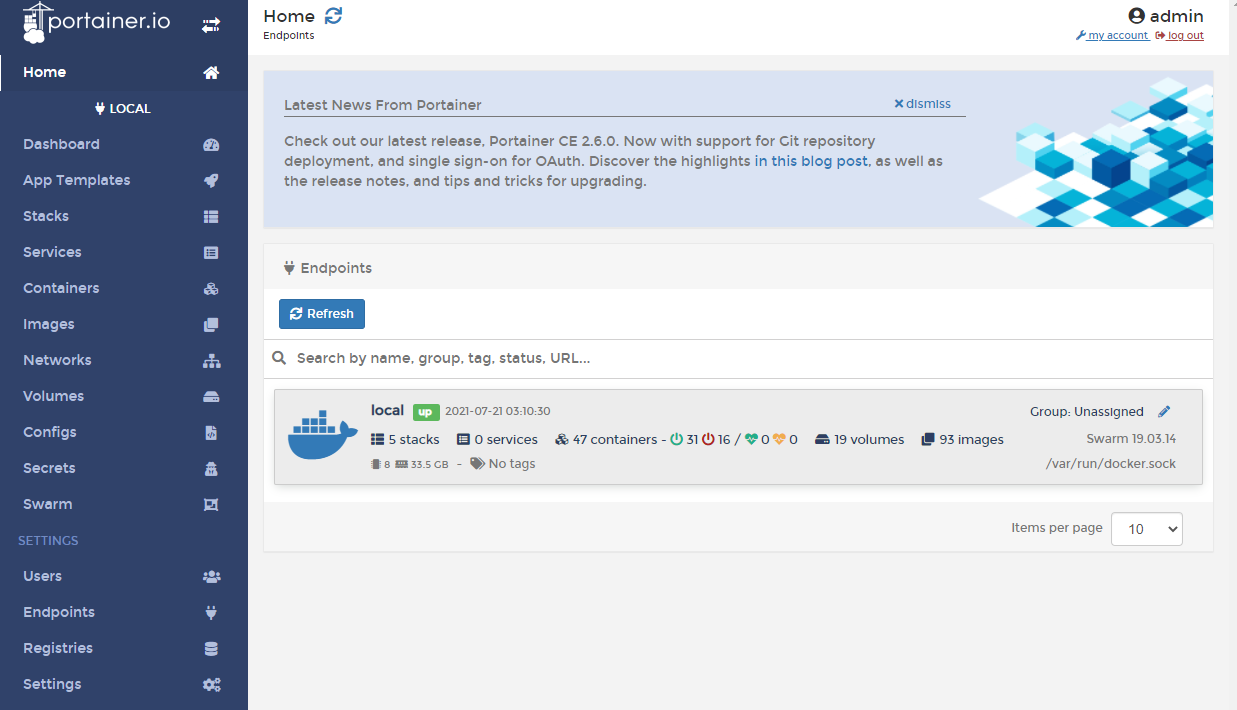 portainer.io
Home
Endpoints
admin
my account log out
Home
LOCAL
Dashboard
App Templates
Stacks
Services
Containers
Images
Networks
Volumes
Configs
Secrets
Swarm
SETTINGS
Users
Endpoints
Registries
Settings
Latest News From Portainer
dismiss
Check out our latest release, Portainer CE 2.6.0. Now with support for Git repository
deployment, and single sign-on for OAuth. Discover the highlights in this blog post, as well as
the release notes, and tips and tricks for upgrading.
Endpoints
Refresh
Search by name, group, tag, status, URL...
local up 2021-07-21 03:10:30
Group: Unassigned
5 stacks 0 services 47 containers - 31 16 / 0 0 19 volumes 93 images
Swarm 19.03.14
8 33.5 GB - No tags
/var/run/docker.sock
Items per page 10